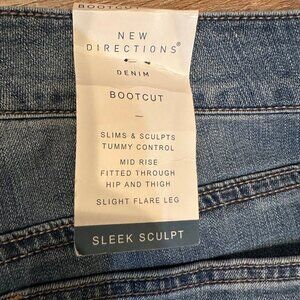 BOOTCUT
NEW
DIRECTIONS®
DENIM
BOOTCUT
—
SLIMS & SCULPTS
TUMMY CONTROL
MID RISE
FITTED THROUGH
HIP AND THIGH
SLIGHT FLARE LEG
SLEEK SCULPT